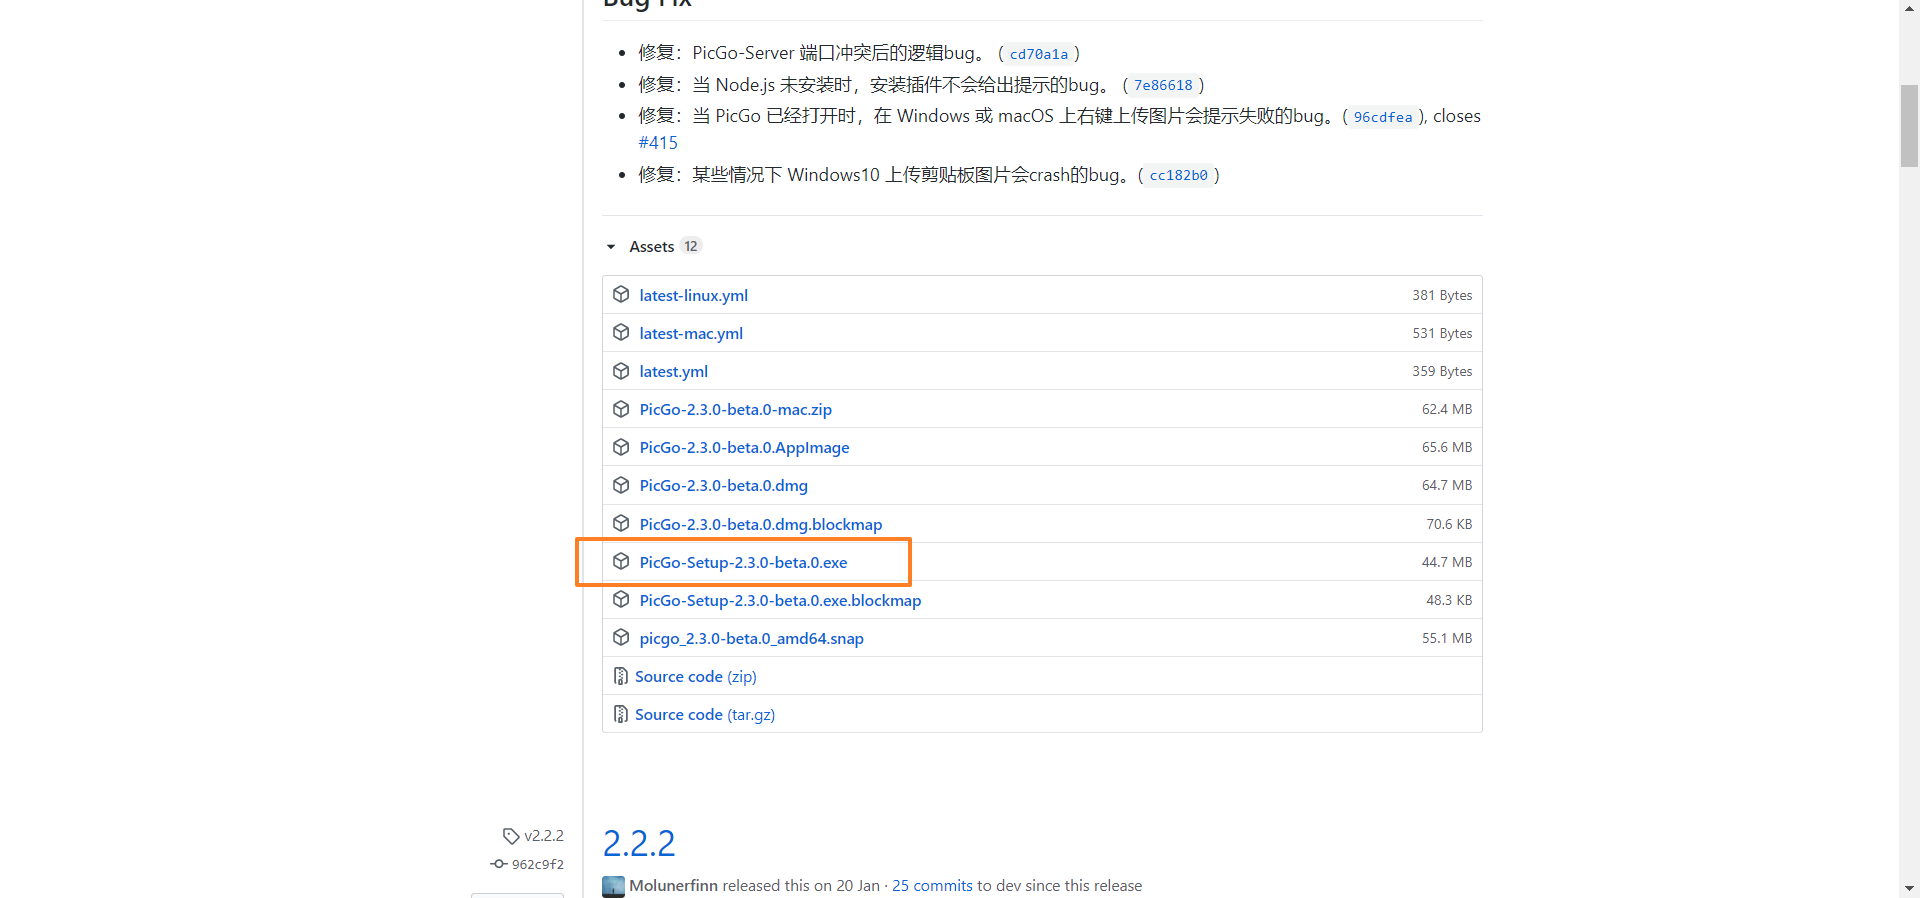 Bug Fix
修复：PicGo-Server 端口冲突后的逻辑bug。 ( cd70a1a )
修复：当 Node.js 未安装时，安装插件不会给出提示的bug。 ( 7e86618 )
修复：当 PicGo 已经打开时，在 Windows 或 macOS 上右键上传图片会提示失败的bug。( 96cdfea ), closes
#415
修复：某些情况下 Windows10 上传剪贴板图片会crash的bug。( cc182b0 )
Assets 12
latest-linux.yml 381 Bytes
latest-mac.yml 531 Bytes
latest.yml 359 Bytes
PicGo-2.3.0-beta.0-mac.zip 62.4 MB
PicGo-2.3.0-beta.0.AppImage 65.6 MB
PicGo-2.3.0-beta.0.dmg 64.7 MB
PicGo-2.3.0-beta.0.dmg.blockmap 70.6 KB
PicGo-Setup-2.3.0-beta.0.exe 44.7 MB
PicGo-Setup-2.3.0-beta.0.exe.blockmap 48.3 KB
picgo_2.3.0-beta.0_amd64.snap 55.1 MB
Source code (zip)
Source code (tar.gz)
v2.2.2
962c9f2
2.2.2
Molunerfinn released this on 20 Jan · 25 commits to dev since this release